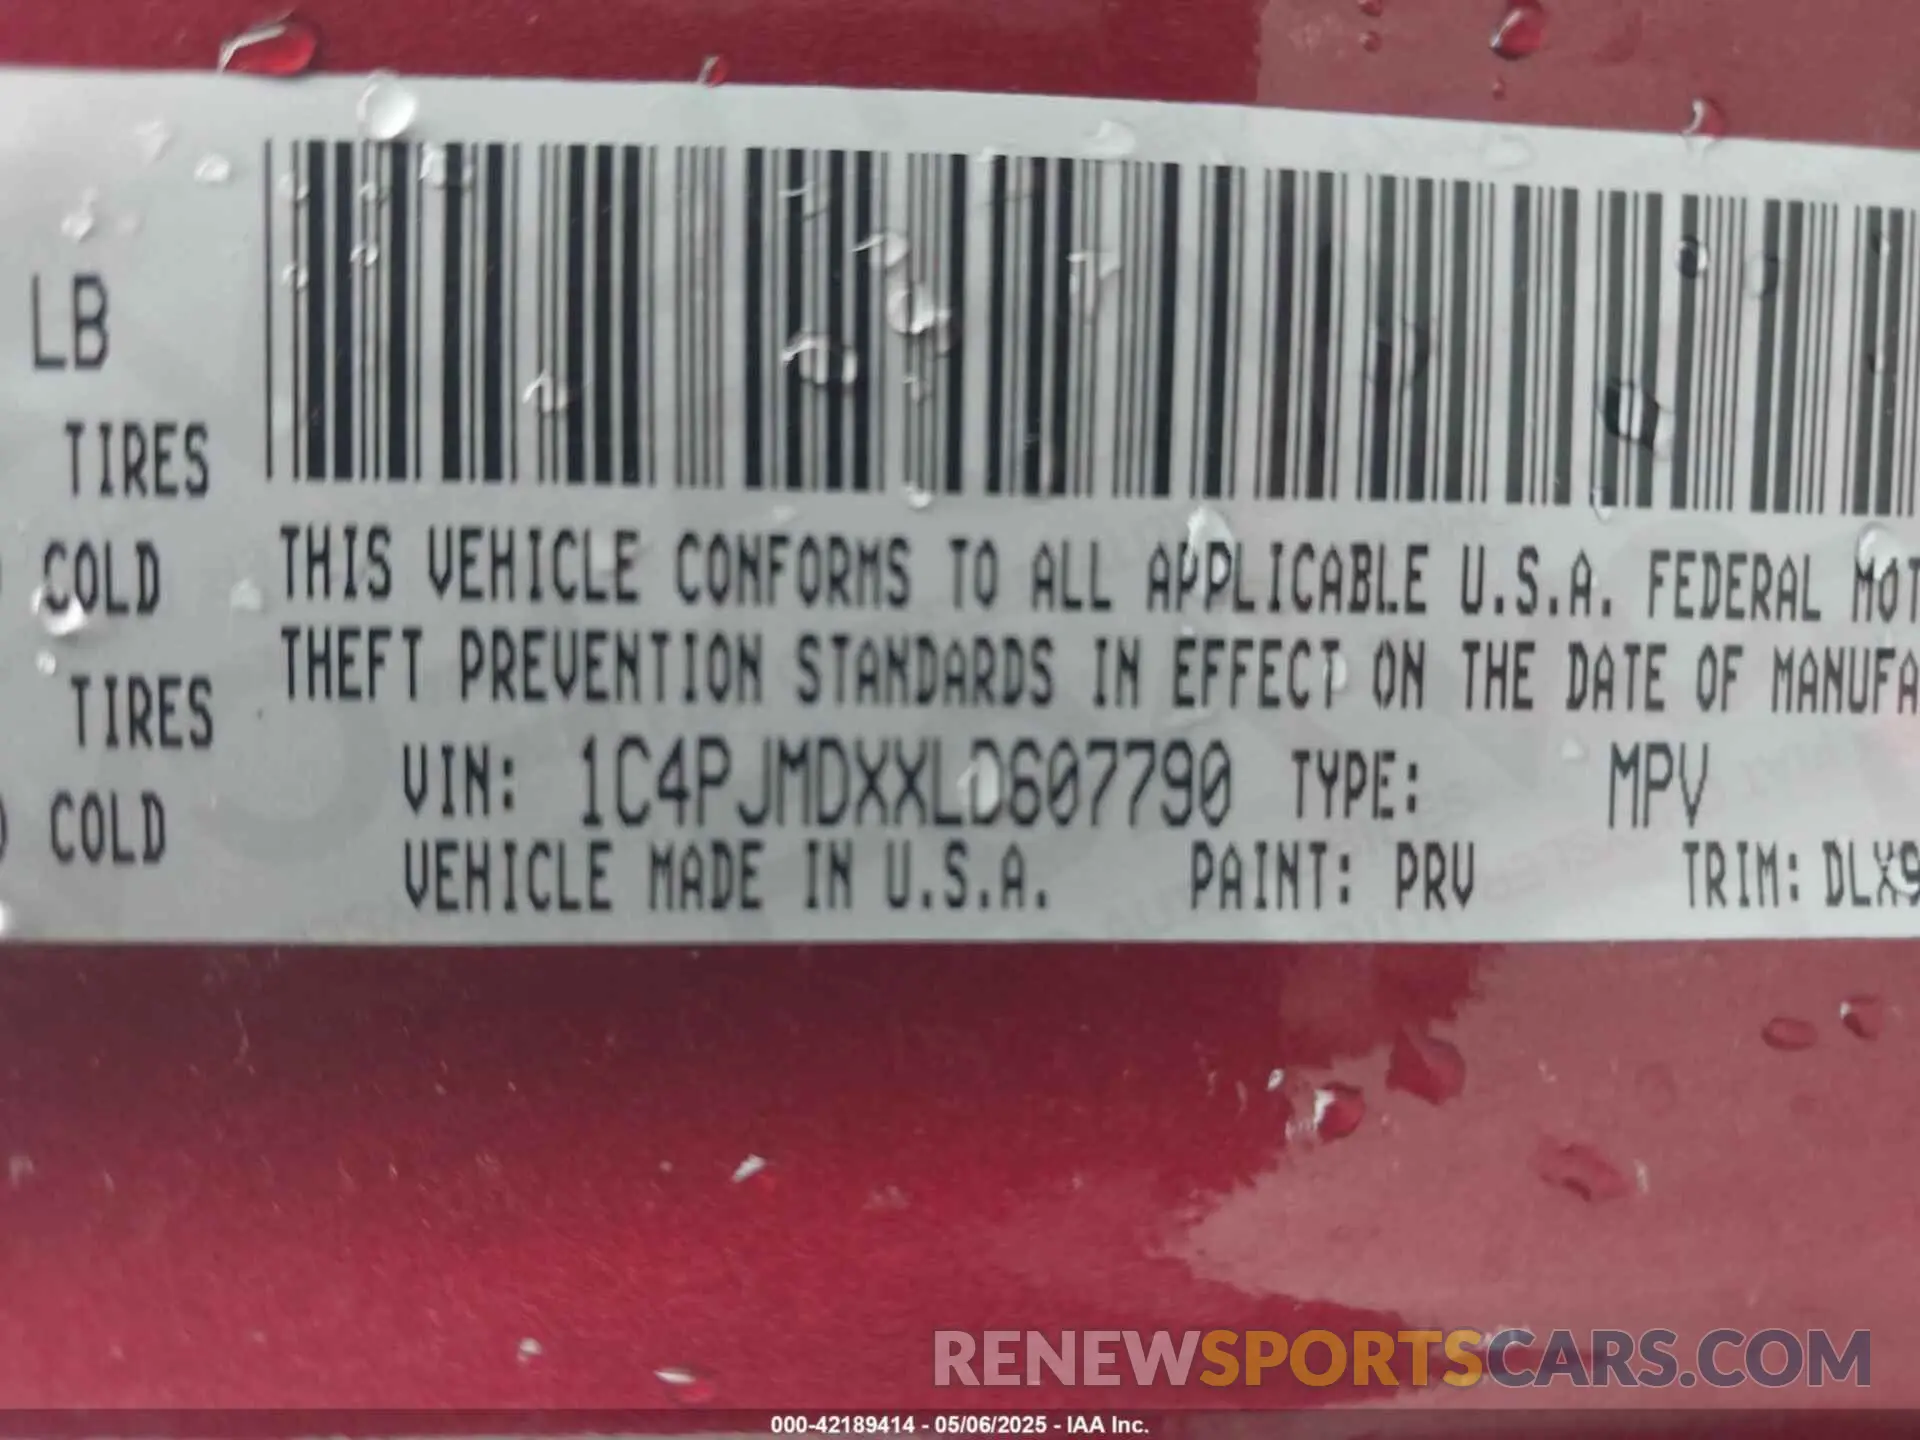 LB
TIRES
COLD
TIRES
COLD
THIS VEHICLE CONFORMS TO ALL APPLICABLE U.S.A. FEDERAL MOT
THEFT PREVENTION STANDARDS IN EFFECT ON THE DATE OF MANUFA
VIN: 1C4PJMDXXLD607790 TYPE: MPV
VEHICLE MADE IN U.S.A. PAINT: PRV TRIM: DLX9
RENEWSPORTSCARS.COM
000-42189414 - 05/06/2025 - IAA Inc.